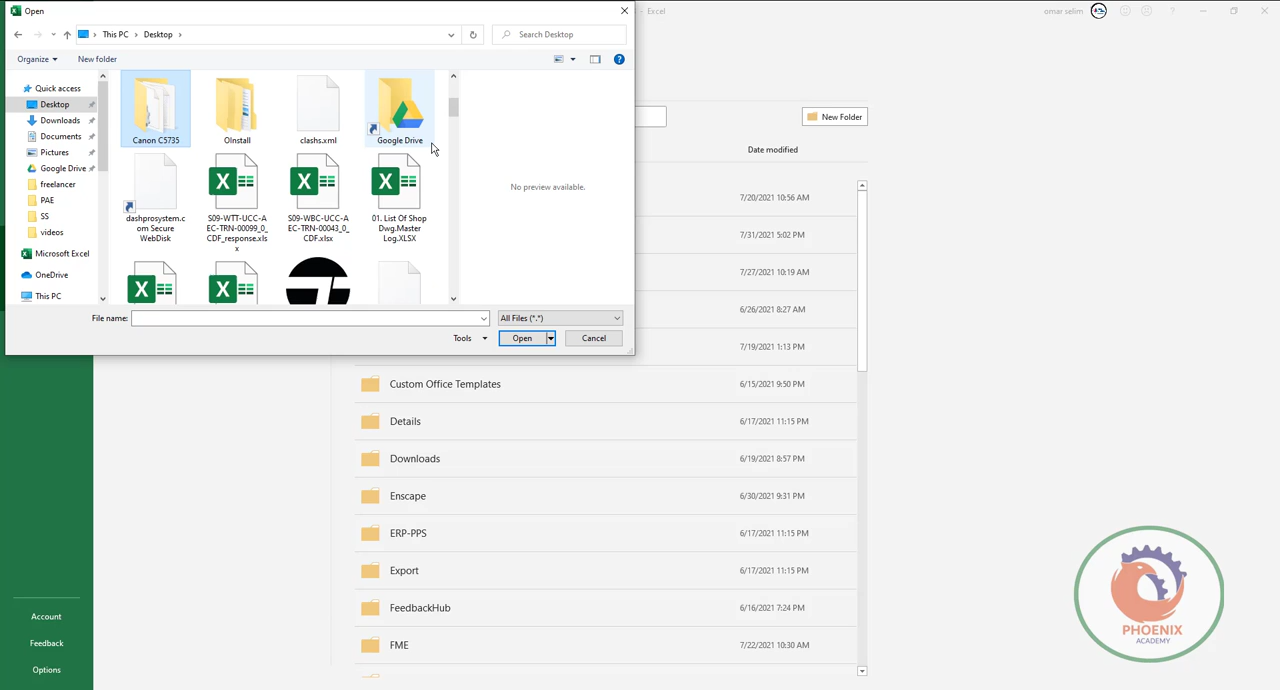 Open
- Excel
omar selim
?
This PC
Desktop
Search Desktop
Organize
New folder
?
Quick access
Desktop
Downloads
Documents
Pictures
Google Drive
freelancer
PAE
SS
videos
Microsoft Excel
OneDrive
This PC
Canon C5735
OInstall
clashs.xml
Google Drive
dashprosystem.c
om Secure
WebDisk
S09-WTT-UCC-A
EC-TRN-00099_0_
CDF_response.xls
x
S09-WBC-UCC-A
EC-TRN-00043_0_
CDF.xlsx
01. List Of Shop
Dwg.Master
Log.XLSX
No preview available.
File name:
All Files (*.*)
Tools
Open
Cancel
New Folder
Date modified
7/20/2021 10:56 AM
7/31/2021 5:02 PM
7/27/2021 10:19 AM
6/26/2021 8:27 AM
7/19/2021 1:13 PM
Custom Office Templates 6/15/2021 9:50 PM
Details 6/17/2021 11:15 PM
Downloads 6/19/2021 8:57 PM
Enscape 6/30/2021 9:31 PM
ERP-PPS 6/17/2021 11:15 PM
Export 6/17/2021 11:15 PM
FeedbackHub 6/16/2021 7:24 PM
FME 7/22/2021 10:30 AM
Account
Feedback
Options
PHOENIX
ACADEMY